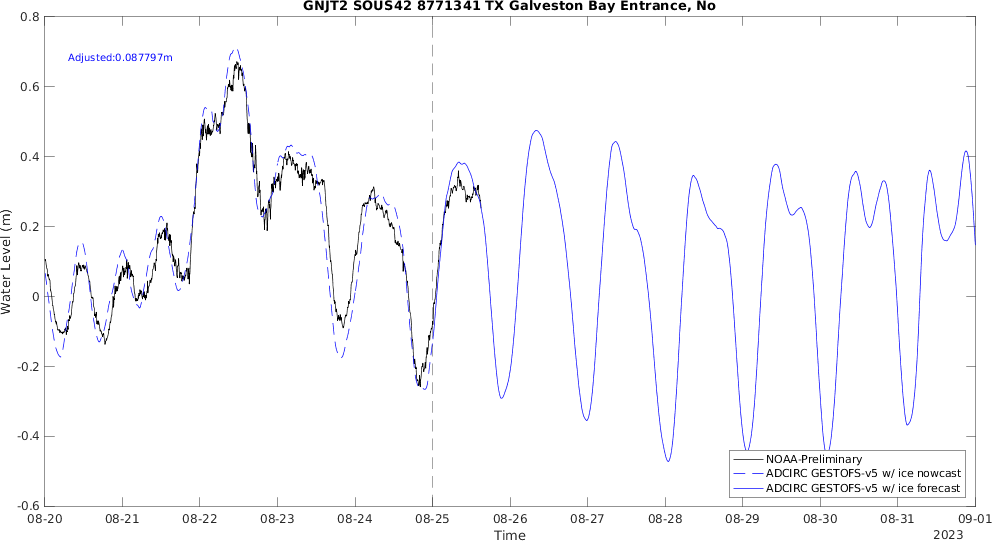 GNJT2 SOUS42 8771341 TX Galveston Bay Entrance, No
Adjusted:0.087797m
Water Level (m)
0.8
0.6
0.4
0.2
0
-0.2
-0.4
-0.6
NOAA-Preliminary
ADCIRC GESTOFS-v5 w/ ice nowcast
ADCIRC GESTOFS-v5 w/ ice forecast
08-20 08-21 08-22 08-23 08-24 08-25 08-26 08-27 08-28 08-29 08-30 08-31 09-01
Time
2023